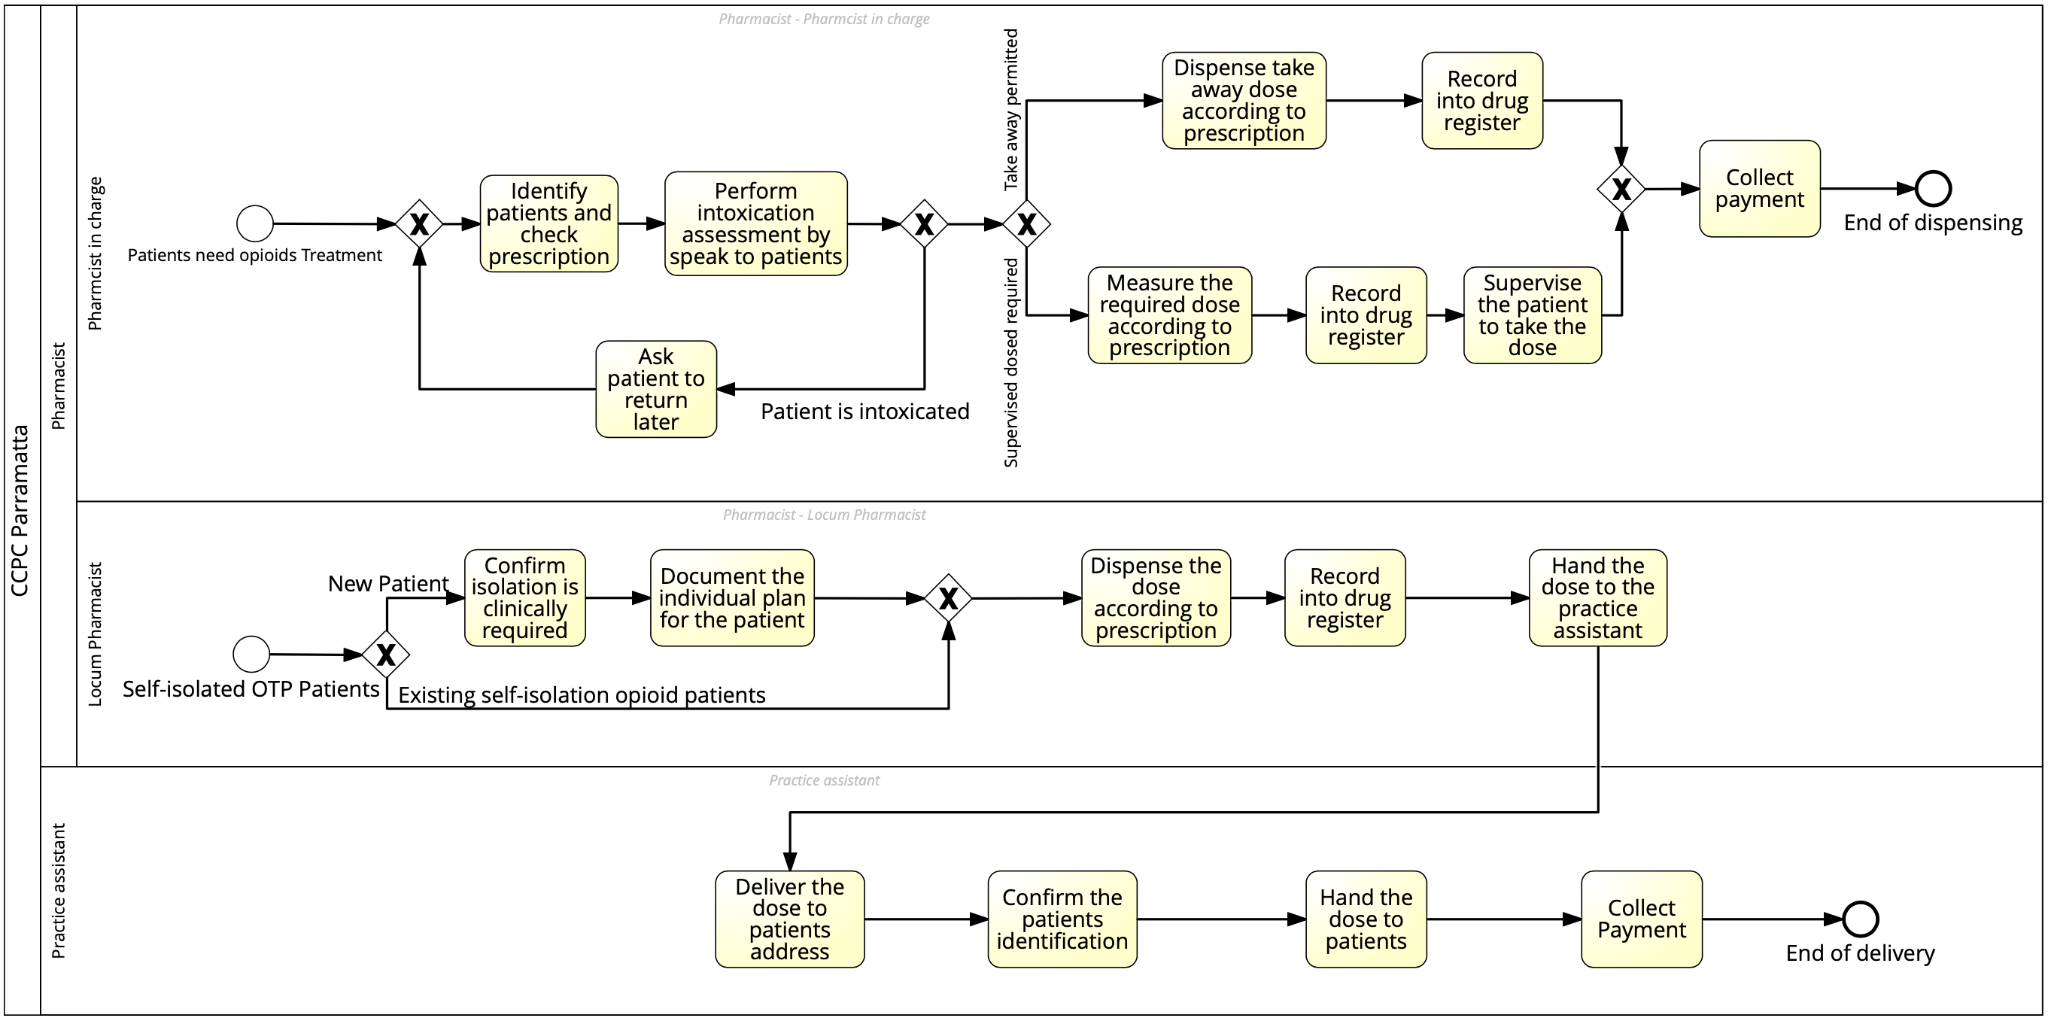 CCPC Parramatta
Pharmacist
Pharmcist in charge
Pharmacist - Pharmcist in charge
Patients need opioids Treatment
X
Identify
patients and
check
prescription
Perform
intoxication
assessment by
speak to patients
X
Patient is intoxicated
Ask
patient to
return
later
X
Take away permitted
Supervised dosed required
Dispense take
away dose
according to
prescription
Record
into drug
register
Measure the
required dose
according to
prescription
Record
into drug
register
Supervise
the patient
to take the
dose
X
Collect
payment
End of dispensing
Locum Pharmacist
Pharmacist - Locum Pharmacist
Self-isolated OTP Patients
X
New Patient
Existing self-isolation opioid patients
Confirm
isolation is
clinically
required
Document the
individual plan
for the patient
X
Dispense the
dose
according to
prescription
Record
into drug
register
Hand the
dose to the
practice
assistant
Practice assistant
Practice assistant
Deliver the
dose to
patients
address
Confirm the
patients
identification
Hand the
dose to
patients
Collect
Payment
End of delivery